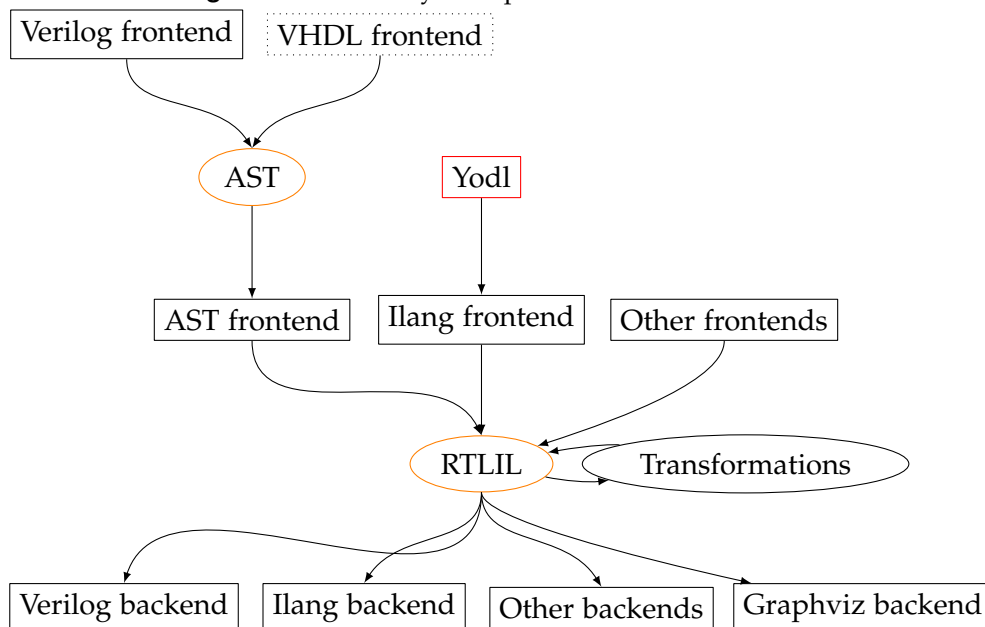 Verilog frontend
VHDL frontend
AST
Yodl
AST frontend
Ilang frontend
Other frontends
RTLIL
Transformations
Verilog backend
Ilang backend
Other backends
Graphviz backend